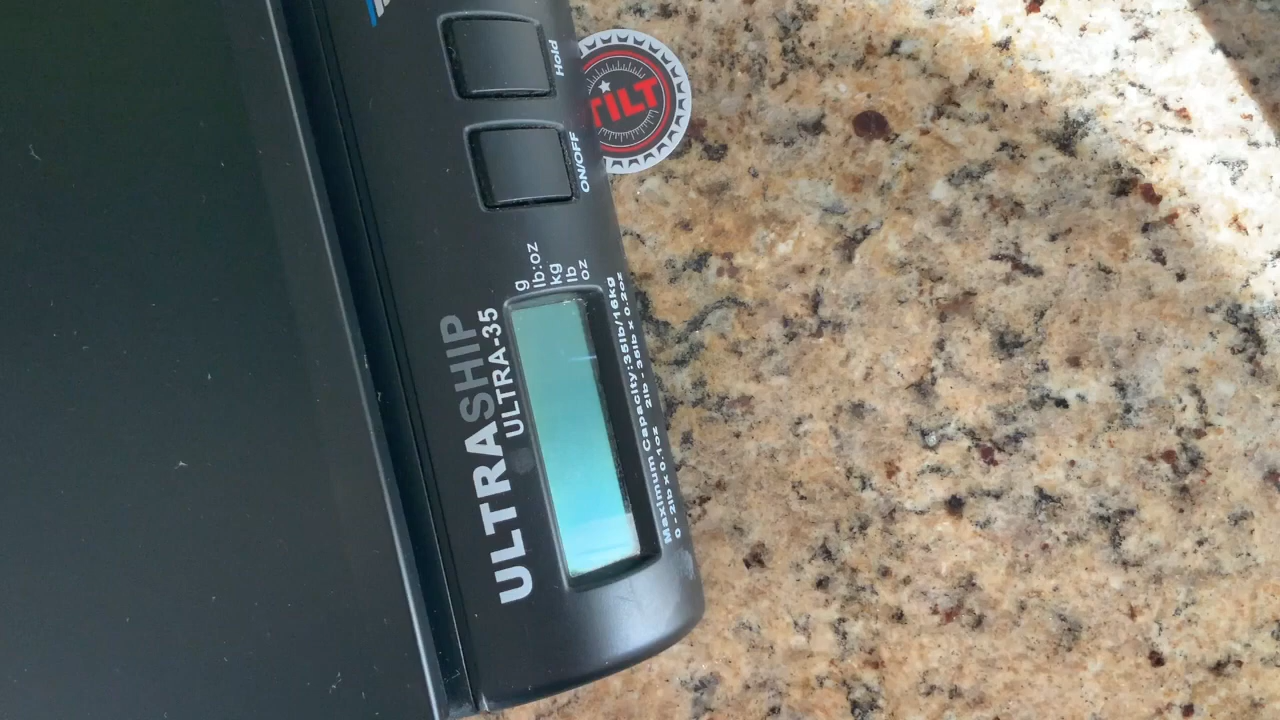 ULTRASHIP
ULTRA-35
g
lb:oz
kg
lb
oz
Maximum Capacity:35lb/16kg
0 - 2lb x 0.1oz 2lb - 35lb x 0.2oz
ON/OFF
Hold
TILT